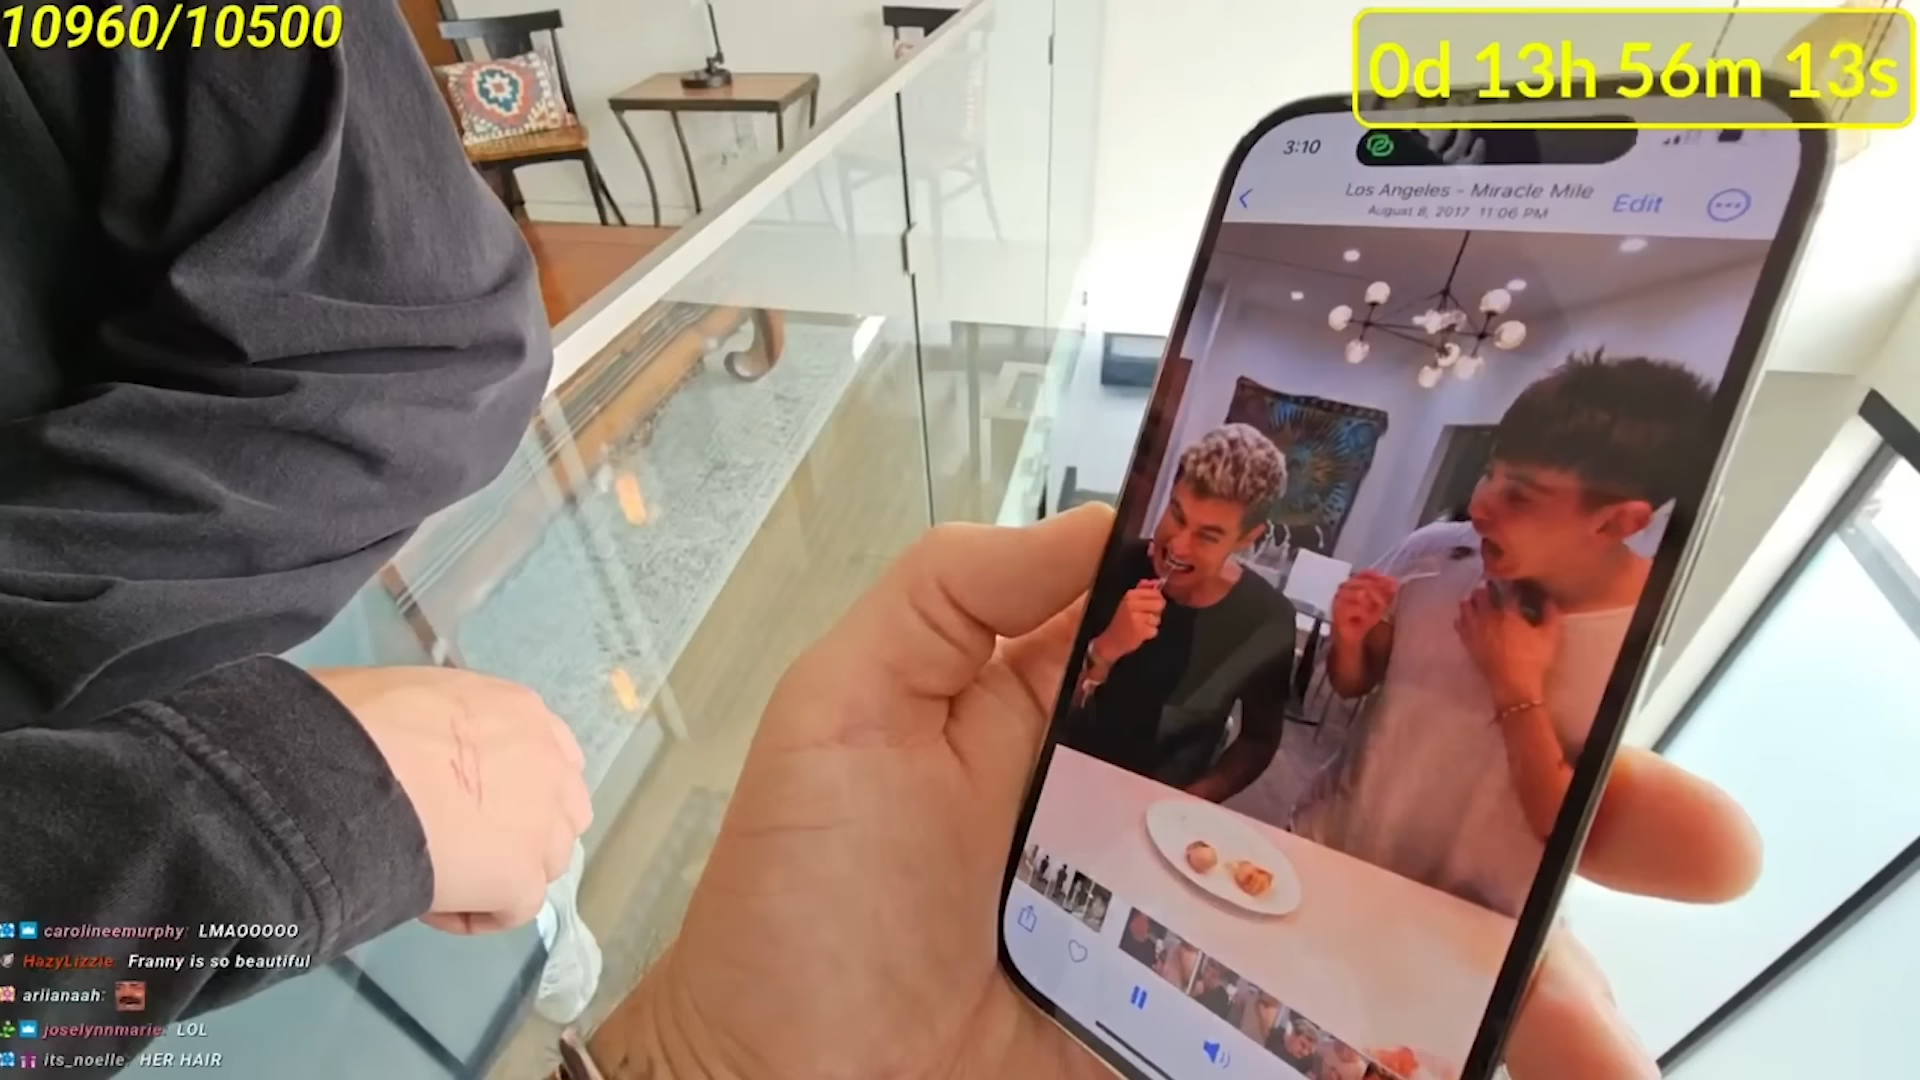 10960/10500
0d 13h 56m 13s
3:10
Los Angeles - Miracle Mile
August 8, 2017 11:06 PM
Edit
carolineemurphy: LMAOOOOO
HazyLizzie: Franny is so beautiful
ariianaah:
joselynnmarie: LOL
its_noelle: HER HAIR